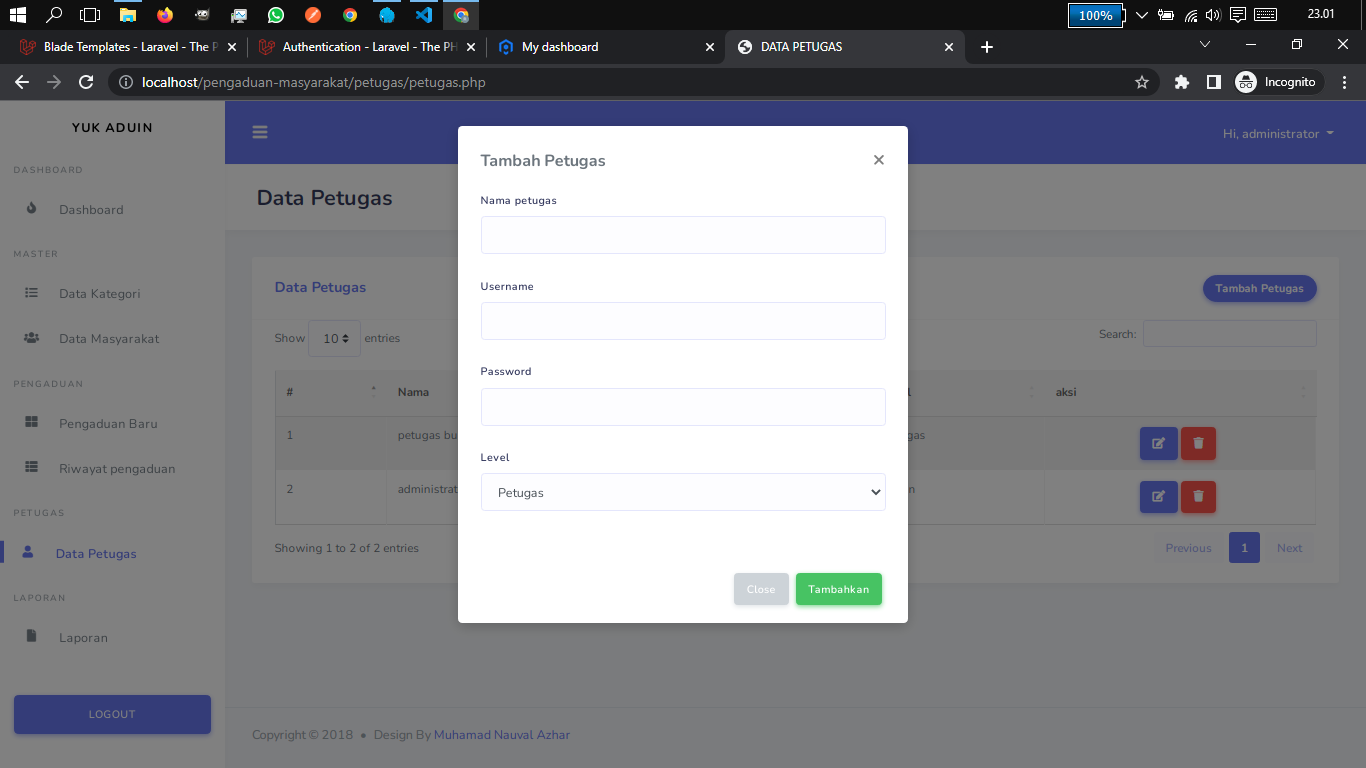 100%
23.01
Blade Templates - Laravel - The P
Authentication - Laravel - The PH
My dashboard
DATA PETUGAS
localhost/pengaduan-masyarakat/petugas/petugas.php
Incognito
YUK ADUIN
Hi, administrator
DASHBOARD
Dashboard
MASTER
Data Kategori
Data Masyarakat
PENGADUAN
Pengaduan Baru
Riwayat pengaduan
PETUGAS
Data Petugas
LAPORAN
Laporan
LOGOUT
Data Petugas
Data Petugas
Tambah Petugas
Show 10 entries
Search:
# Nama aksi
1 petugas bu
2 administrat
Showing 1 to 2 of 2 entries
Previous 1 Next
Tambah Petugas
Nama petugas
Username
Password
Level
Petugas
Close Tambahkan
Copyright © 2018 • Design By Muhamad Nauval Azhar